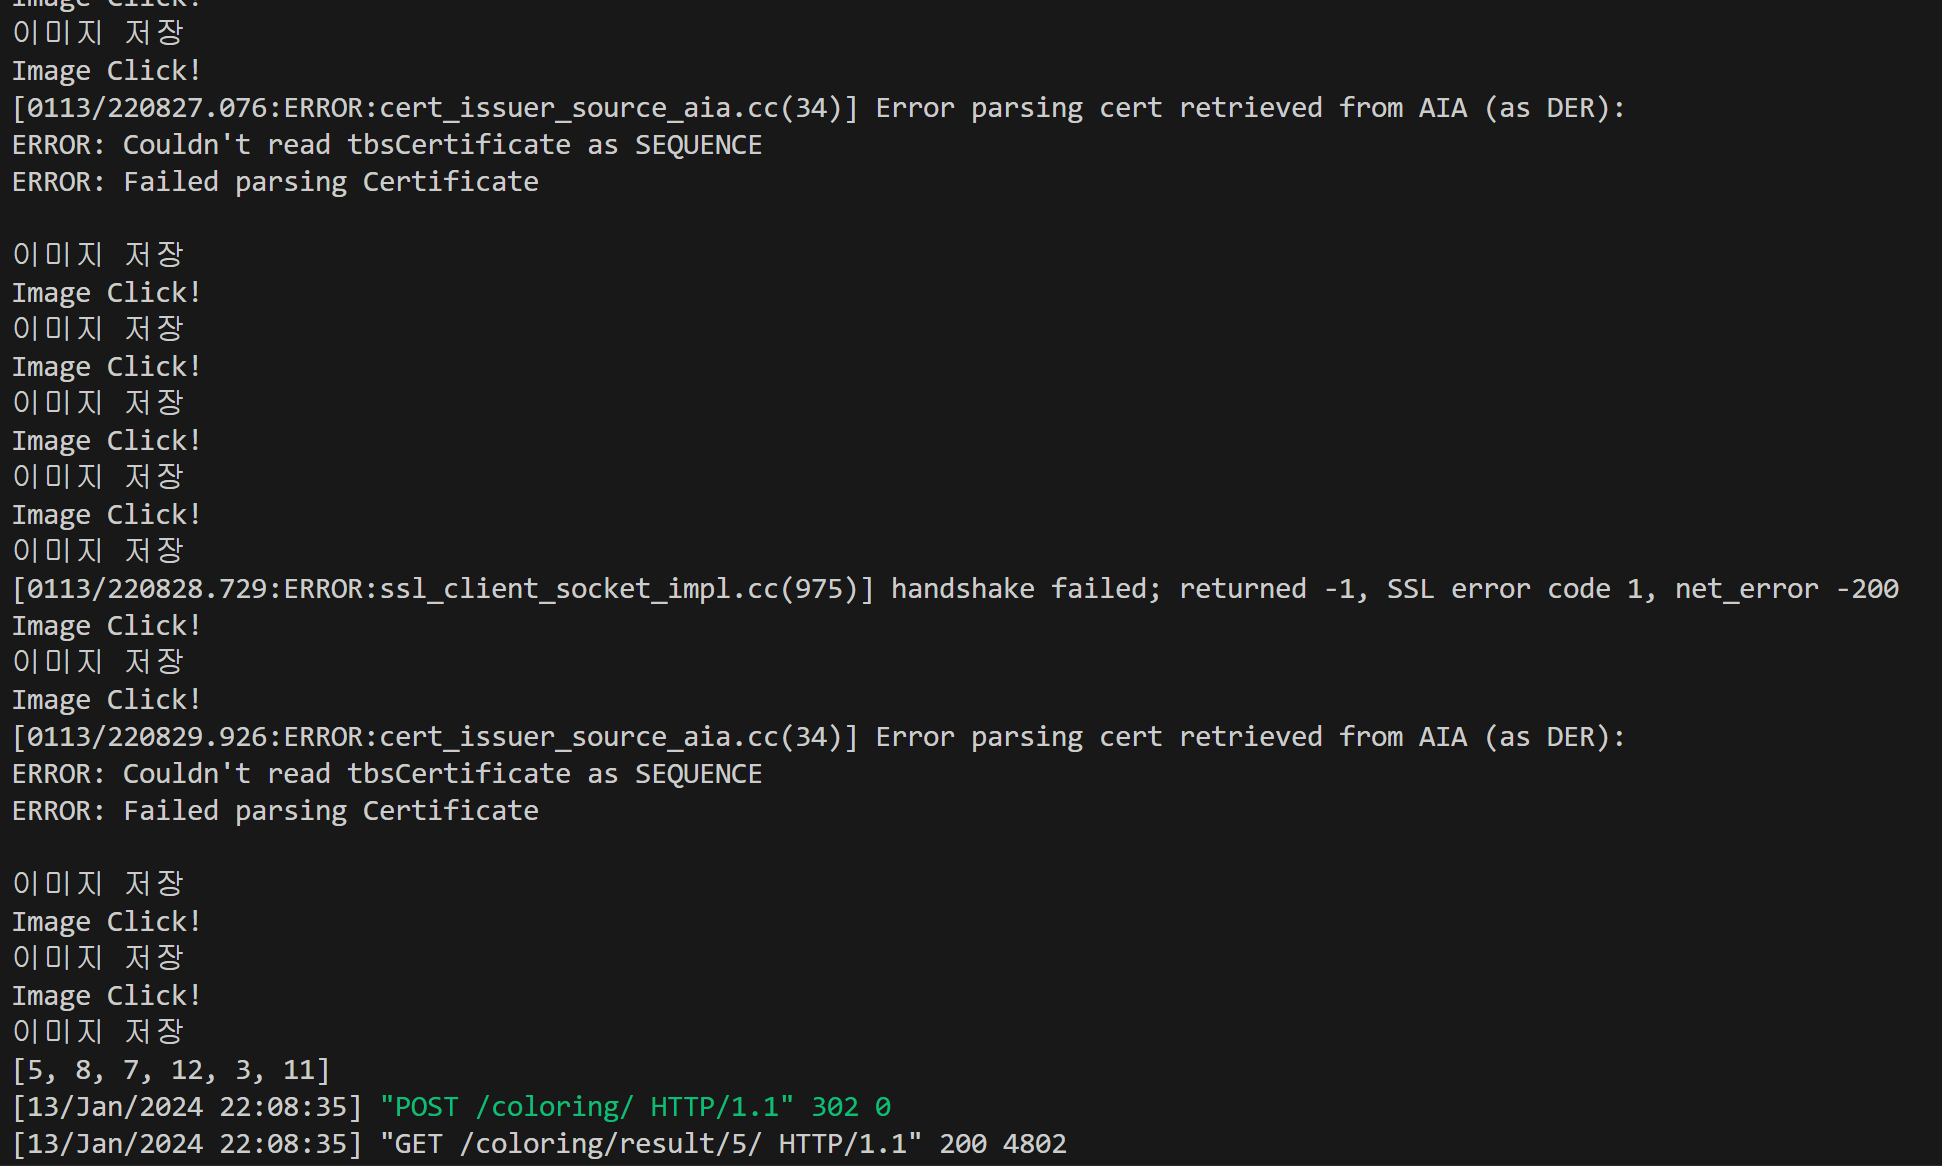 Image Click!
이미지 저장
Image Click!
[0113/220827.076:ERROR:cert_issuer_source_aia.cc(34)] Error parsing cert retrieved from AIA (as DER):
ERROR: Couldn't read tbsCertificate as SEQUENCE
ERROR: Failed parsing Certificate
이미지 저장
Image Click!
이미지 저장
Image Click!
이미지 저장
Image Click!
이미지 저장
Image Click!
이미지 저장
[0113/220828.729:ERROR:ssl_client_socket_impl.cc(975)] handshake failed; returned -1, SSL error code 1, net_error -200
Image Click!
이미지 저장
Image Click!
[0113/220829.926:ERROR:cert_issuer_source_aia.cc(34)] Error parsing cert retrieved from AIA (as DER):
ERROR: Couldn't read tbsCertificate as SEQUENCE
ERROR: Failed parsing Certificate
이미지 저장
Image Click!
이미지 저장
Image Click!
이미지 저장
[5, 8, 7, 12, 3, 11]
[13/Jan/2024 22:08:35] "POST /coloring/ HTTP/1.1" 302 0
[13/Jan/2024 22:08:35] "GET /coloring/result/5/ HTTP/1.1" 200 4802